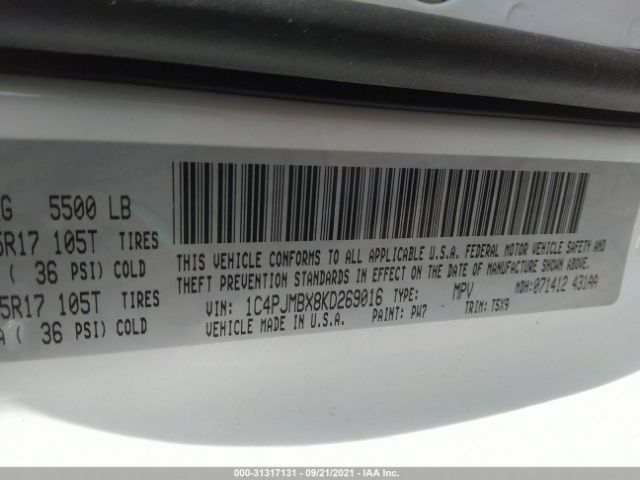 G 5500 LB
5R17 105T TIRES
( 36 PSI) COLD
5R17 105T TIRES
A ( 36 PSI) COLD
THIS VEHICLE CONFORMS TO ALL APPLICABLE U.S.A. FEDERAL MOTOR VEHICLE SAFETY AND
THEFT PREVENTION STANDARDS IN EFFECT ON THE DATE OF MANUFACTURE SHOWN ABOVE.
VIN: 1C4PJMBX8KD269016 TYPE: MPV MDH: 071412 431AA
VEHICLE MADE IN U.S.A. PAINT: PW7 TRIM: T5X9
000-31317131 - 09/21/2021 - IAA Inc.